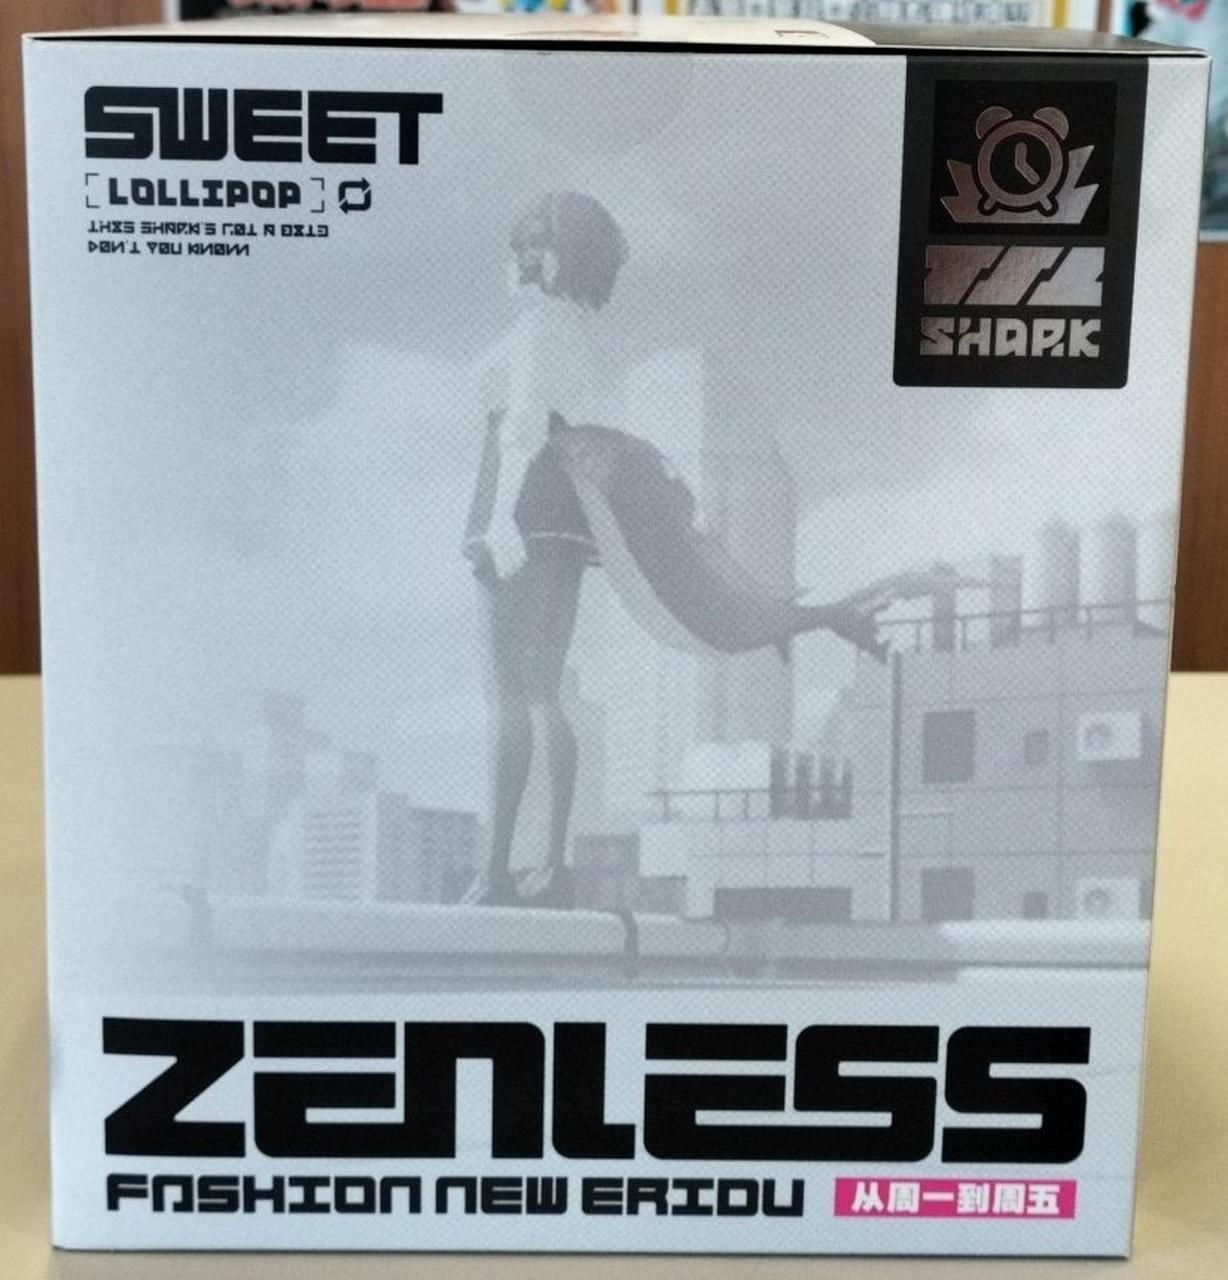 SWEET
[LOLLIPOP]
THIS SHARK'S GOT A BITE
DON'T YOU KNOW
SHARK
ZENLESS
FASHION NEW ERIDU
从周一到周五